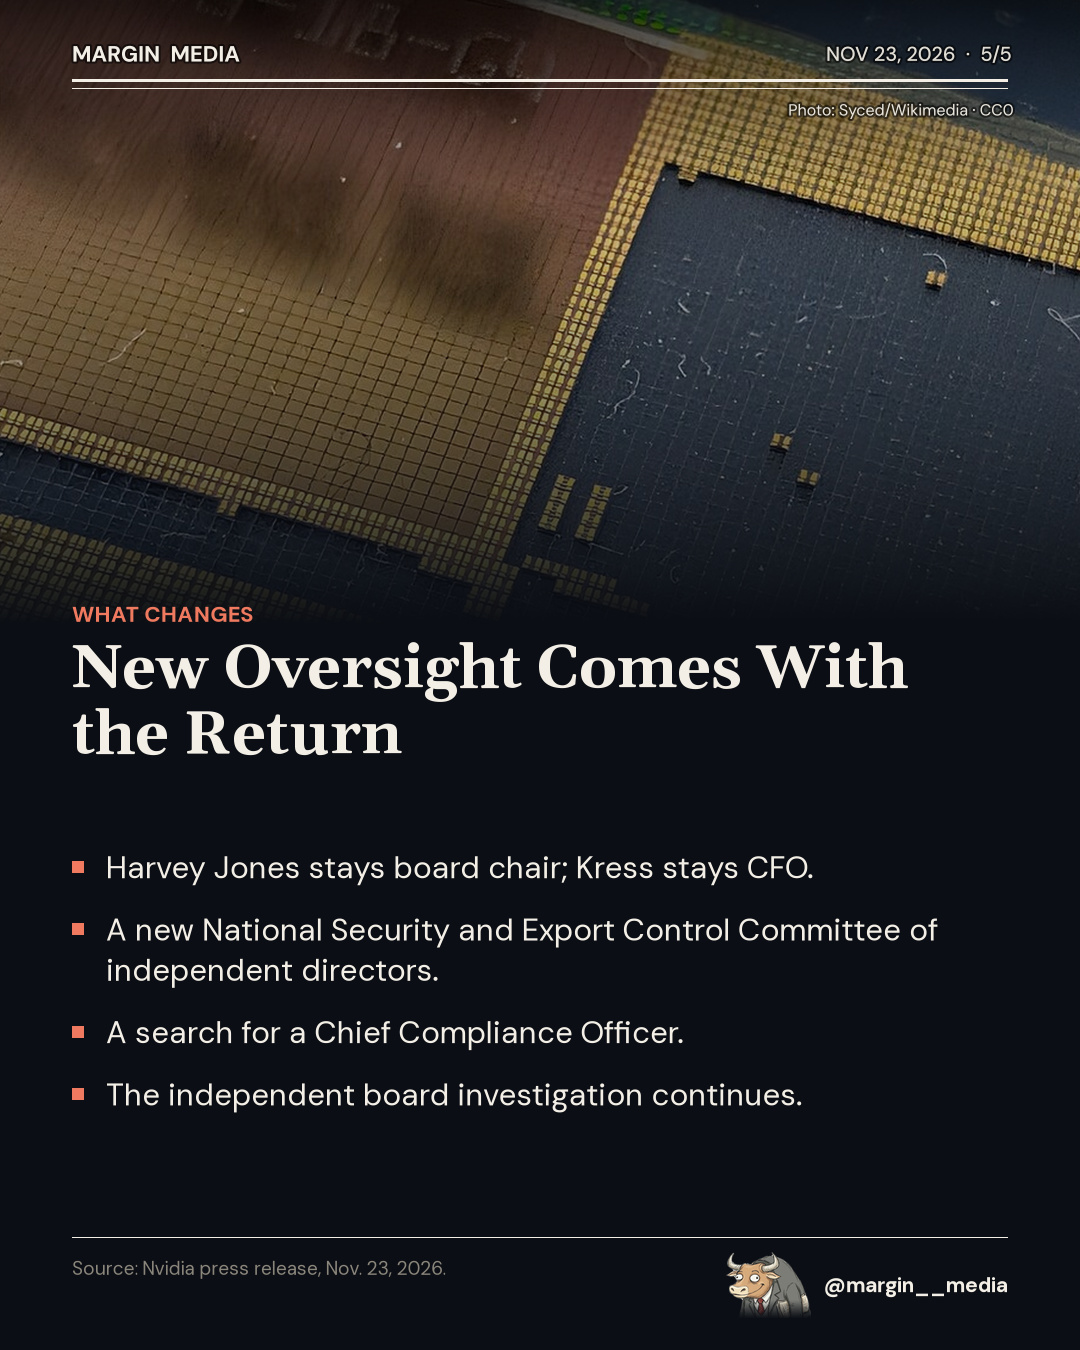 MARGIN MEDIA
NOV 23, 2026 · 5/5
Photo: Syced/Wikimedia · CC0
WHAT CHANGES
New Oversight Comes With
the Return
Harvey Jones stays board chair; Kress stays CFO.
A new National Security and Export Control Committee of
independent directors.
A search for a Chief Compliance Officer.
The independent board investigation continues.
Source: Nvidia press release, Nov. 23, 2026.
@margin__media